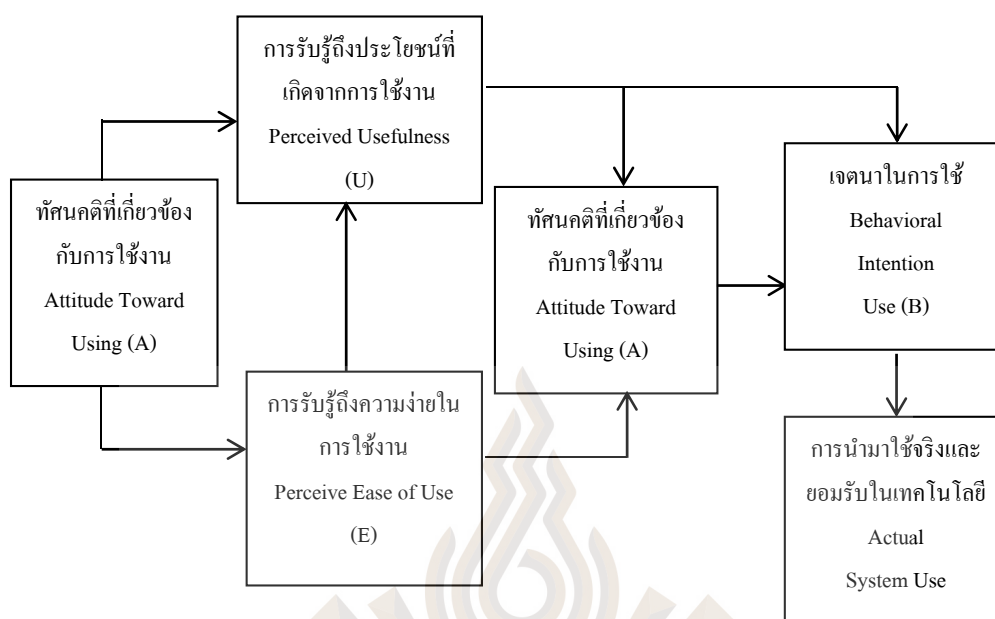 การรับรู้ถึงประโยชน์ที่
เกิดจากการใช้งาน
Perceived Usefulness
(U)
ทัศนคติที่เกี่ยวข้อง
กับการใช้งาน
Attitude Toward
Using (A)
การรับรู้ถึงความง่ายใน
การใช้งาน
Perceive Ease of Use
(E)
ทัศนคติที่เกี่ยวข้อง
กับการใช้งาน
Attitude Toward
Using (A)
เจตนาในการใช้
Behavioral
Intention
Use (B)
การนำมาใช้จริงและ
ยอมรับในเทคโนโลยี
Actual
System Use